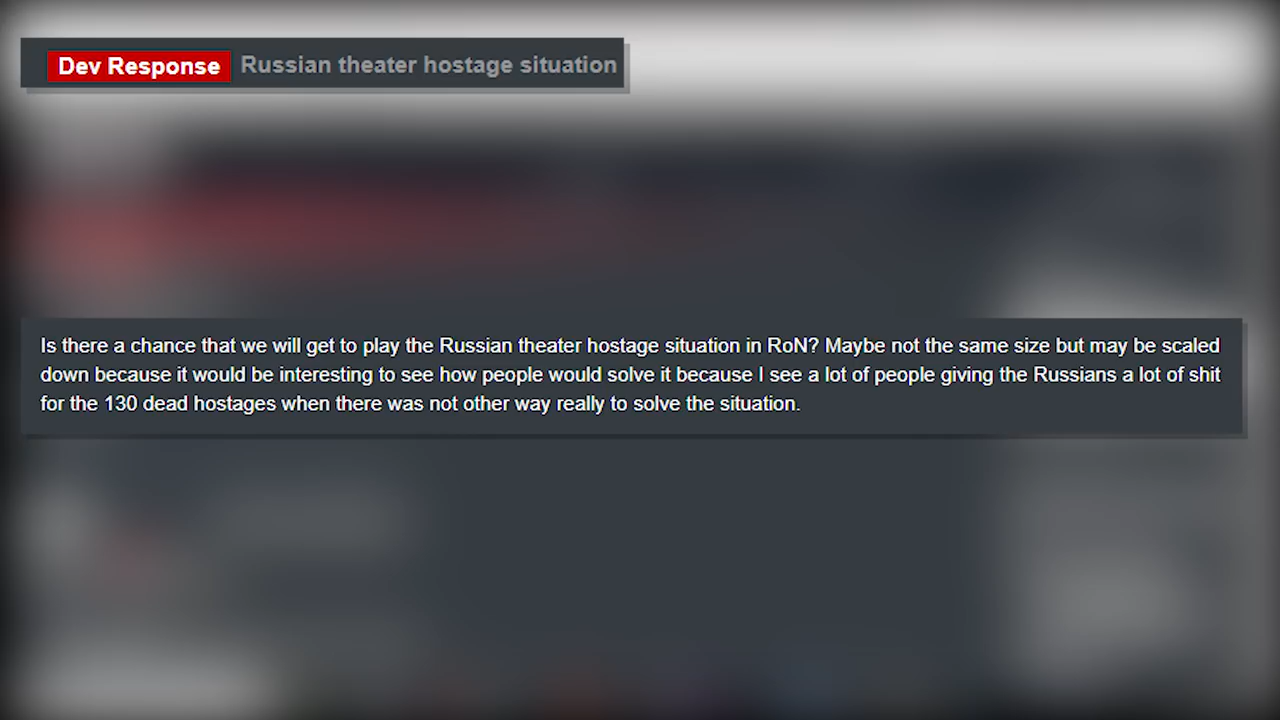 Dev Response Russian theater hostage situation
Is there a chance that we will get to play the Russian theater hostage situation in RoN? Maybe not the same size but may be scaled
down because it would be interesting to see how people would solve it because I see a lot of people giving the Russians a lot of shit
for the 130 dead hostages when there was not other way really to solve the situation.